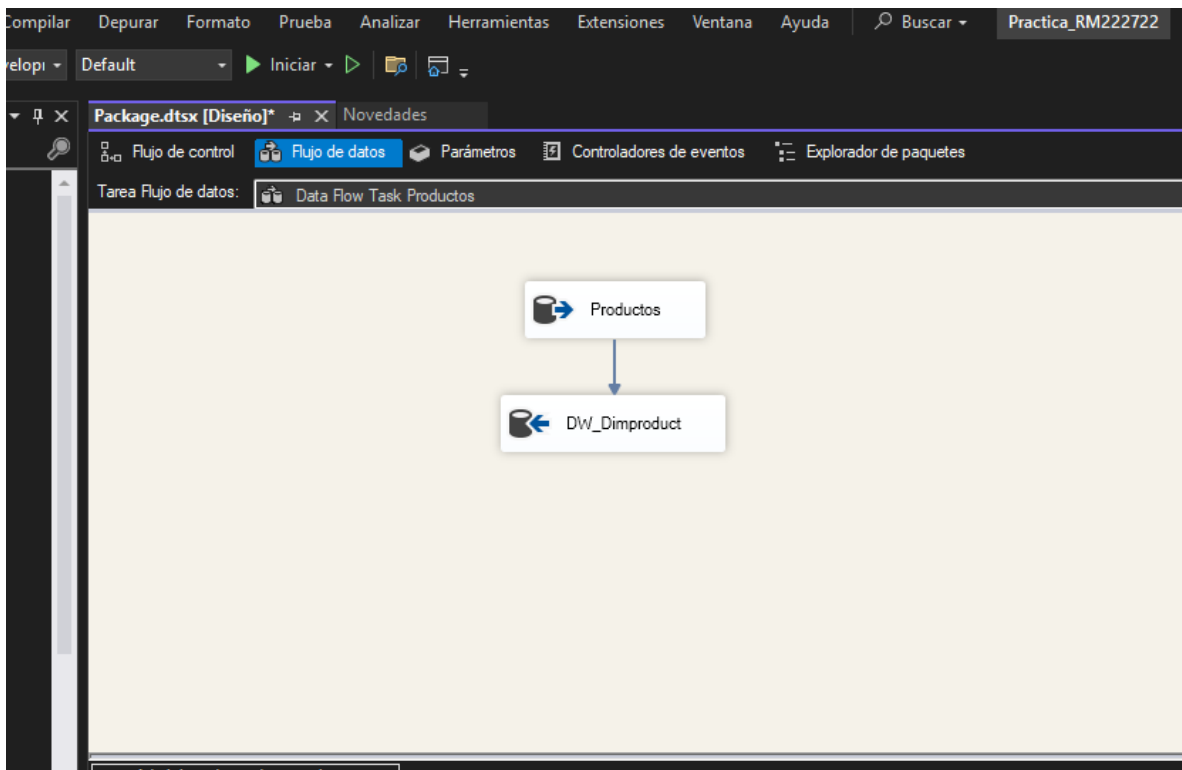 Compilar Depurar Formato Prueba Analizar Herramientas Extensiones Ventana Ayuda Buscar Practica_RM222722
Default Iniciar
Package.dtsx [Diseño]* Novedades
Flujo de control Flujo de datos Parámetros Controladores de eventos Explorador de paquetes
Tarea Flujo de datos: Data Flow Task Productos
Productos
DW_Dimproduct